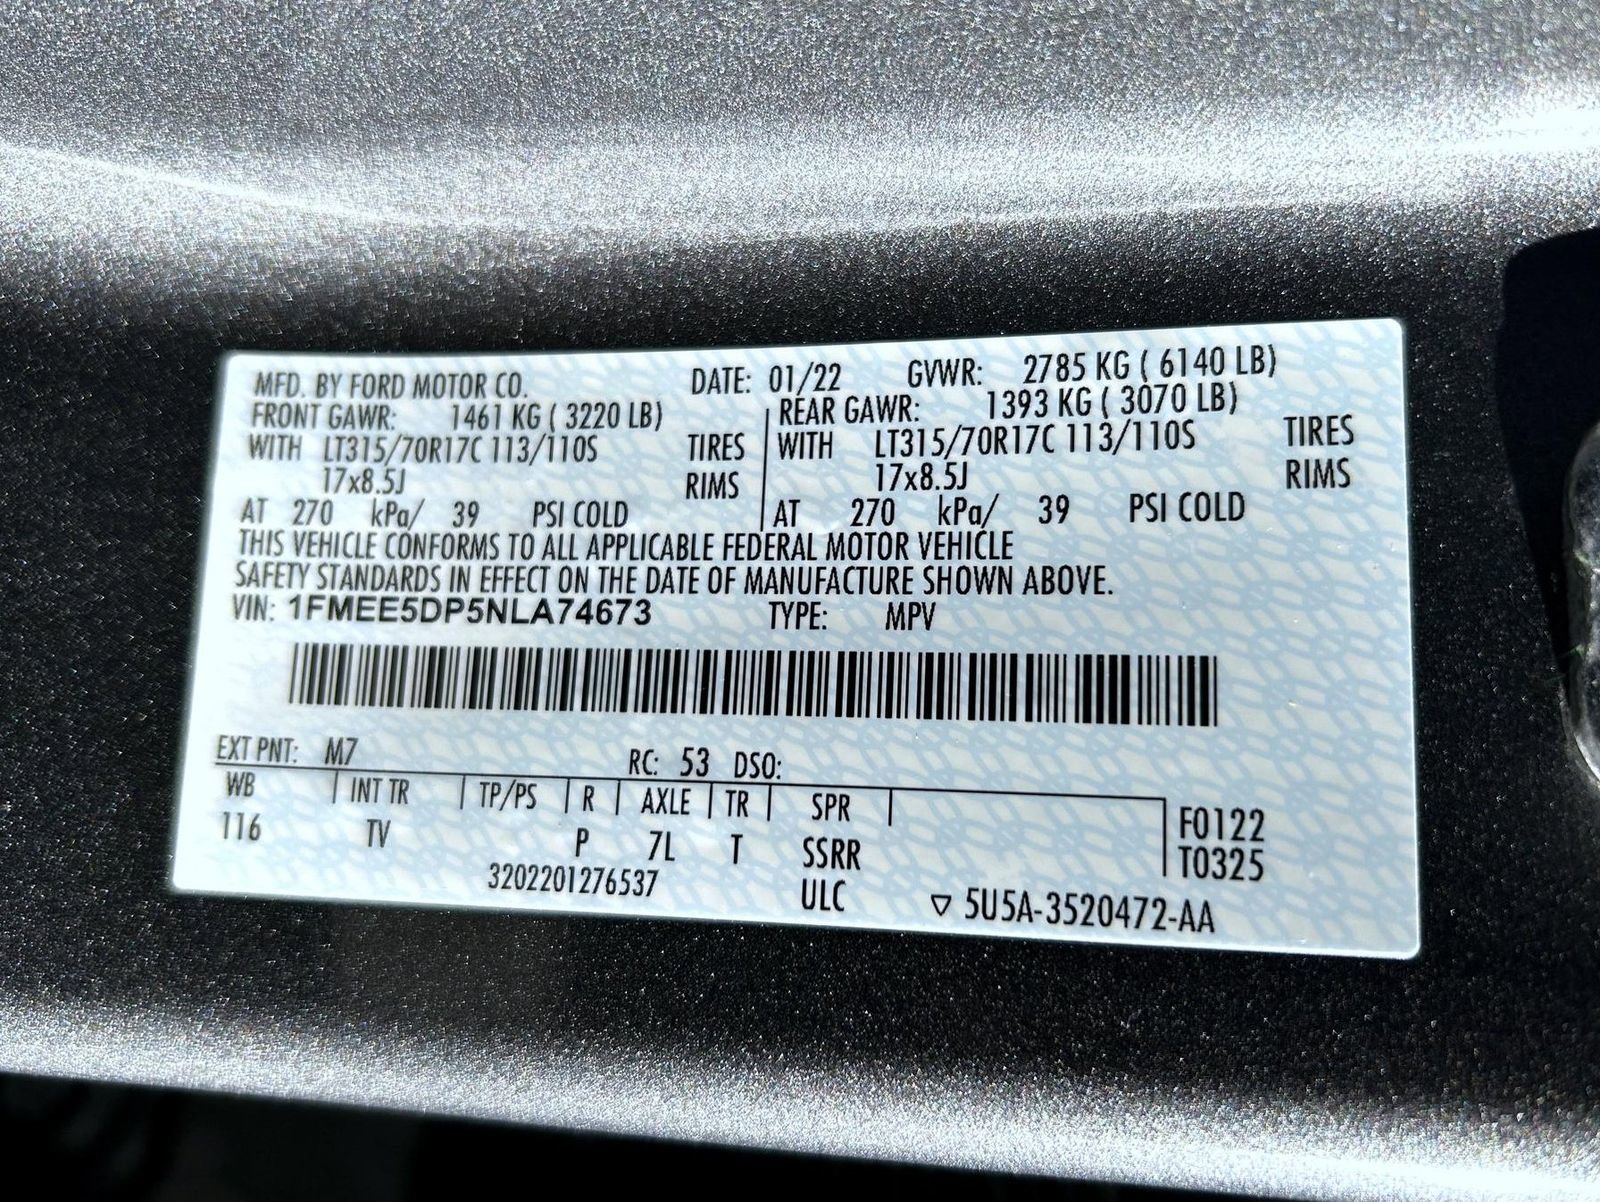 MFD. BY FORD MOTOR CO. DATE: 01/22 GVWR: 2785 KG ( 6140 LB)
FRONT GAWR: 1461 KG ( 3220 LB) REAR GAWR: 1393 KG ( 3070 LB)
WITH LT315/70R17C 113/110S TIRES WITH LT315/70R17C 113/110S TIRES
17x8.5J RIMS 17x8.5J RIMS
AT 270 kPa/ 39 PSI COLD AT 270 kPa/ 39 PSI COLD
THIS VEHICLE CONFORMS TO ALL APPLICABLE FEDERAL MOTOR VEHICLE
SAFETY STANDARDS IN EFFECT ON THE DATE OF MANUFACTURE SHOWN ABOVE.
VIN: 1FMEE5DP5NLA74673 TYPE: MPV
EXT PNT: M7 RC: 53 DSO:
WB INT TR TP/PS R AXLE TR SPR F0122
116 TV P 7L T SSRR T0325
3202201276537 ULC ▽ 5U5A-3520472-AA